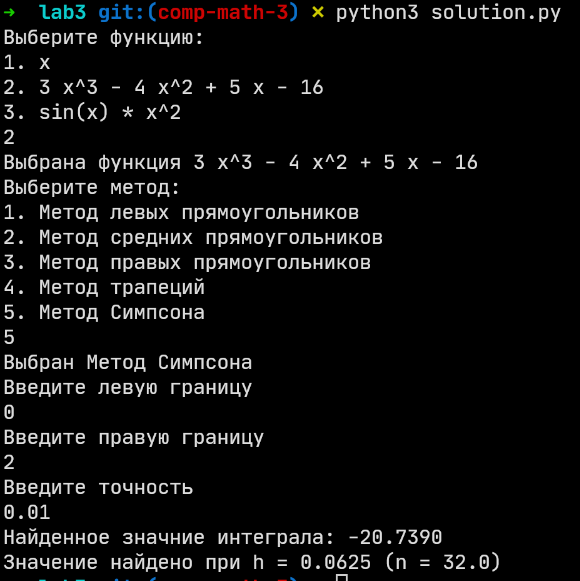 → lab3 git:(comp-math-3) ✗ python3 solution.py
Выберите функцию:
1. x
2. 3 x^3 - 4 x^2 + 5 x - 16
3. sin(x) * x^2
2
Выбрана функция 3 x^3 - 4 x^2 + 5 x - 16
Выберите метод:
1. Метод левых прямоугольников
2. Метод средних прямоугольников
3. Метод правых прямоугольников
4. Метод трапеций
5. Метод Симпсона
5
Выбран Метод Симпсона
Введите левую границу
0
Введите правую границу
2
Введите точность
0.01
Найденное значние интеграла: -20.7390
Значение найдено при h = 0.0625 (n = 32.0)